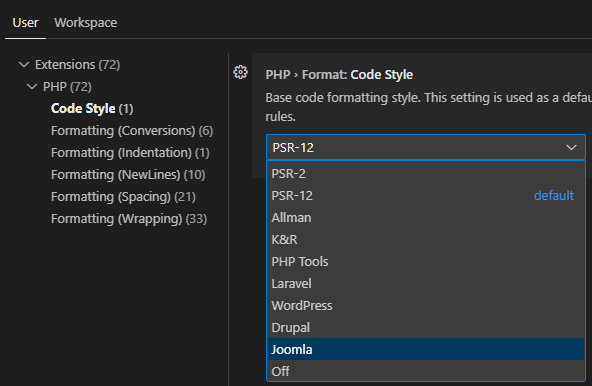 User Workspace
Extensions (72)
PHP (72)
Code Style (1)
Formatting (Conversions) (6)
Formatting (Indentation) (1)
Formatting (NewLines) (10)
Formatting (Spacing) (21)
Formatting (Wrapping) (33)
PHP › Format: Code Style
Base code formatting style. This setting is used as a defau
rules.
PSR-12
PSR-2
PSR-12 default
Allman
K&R
PHP Tools
Laravel
WordPress
Drupal
Joomla
Off